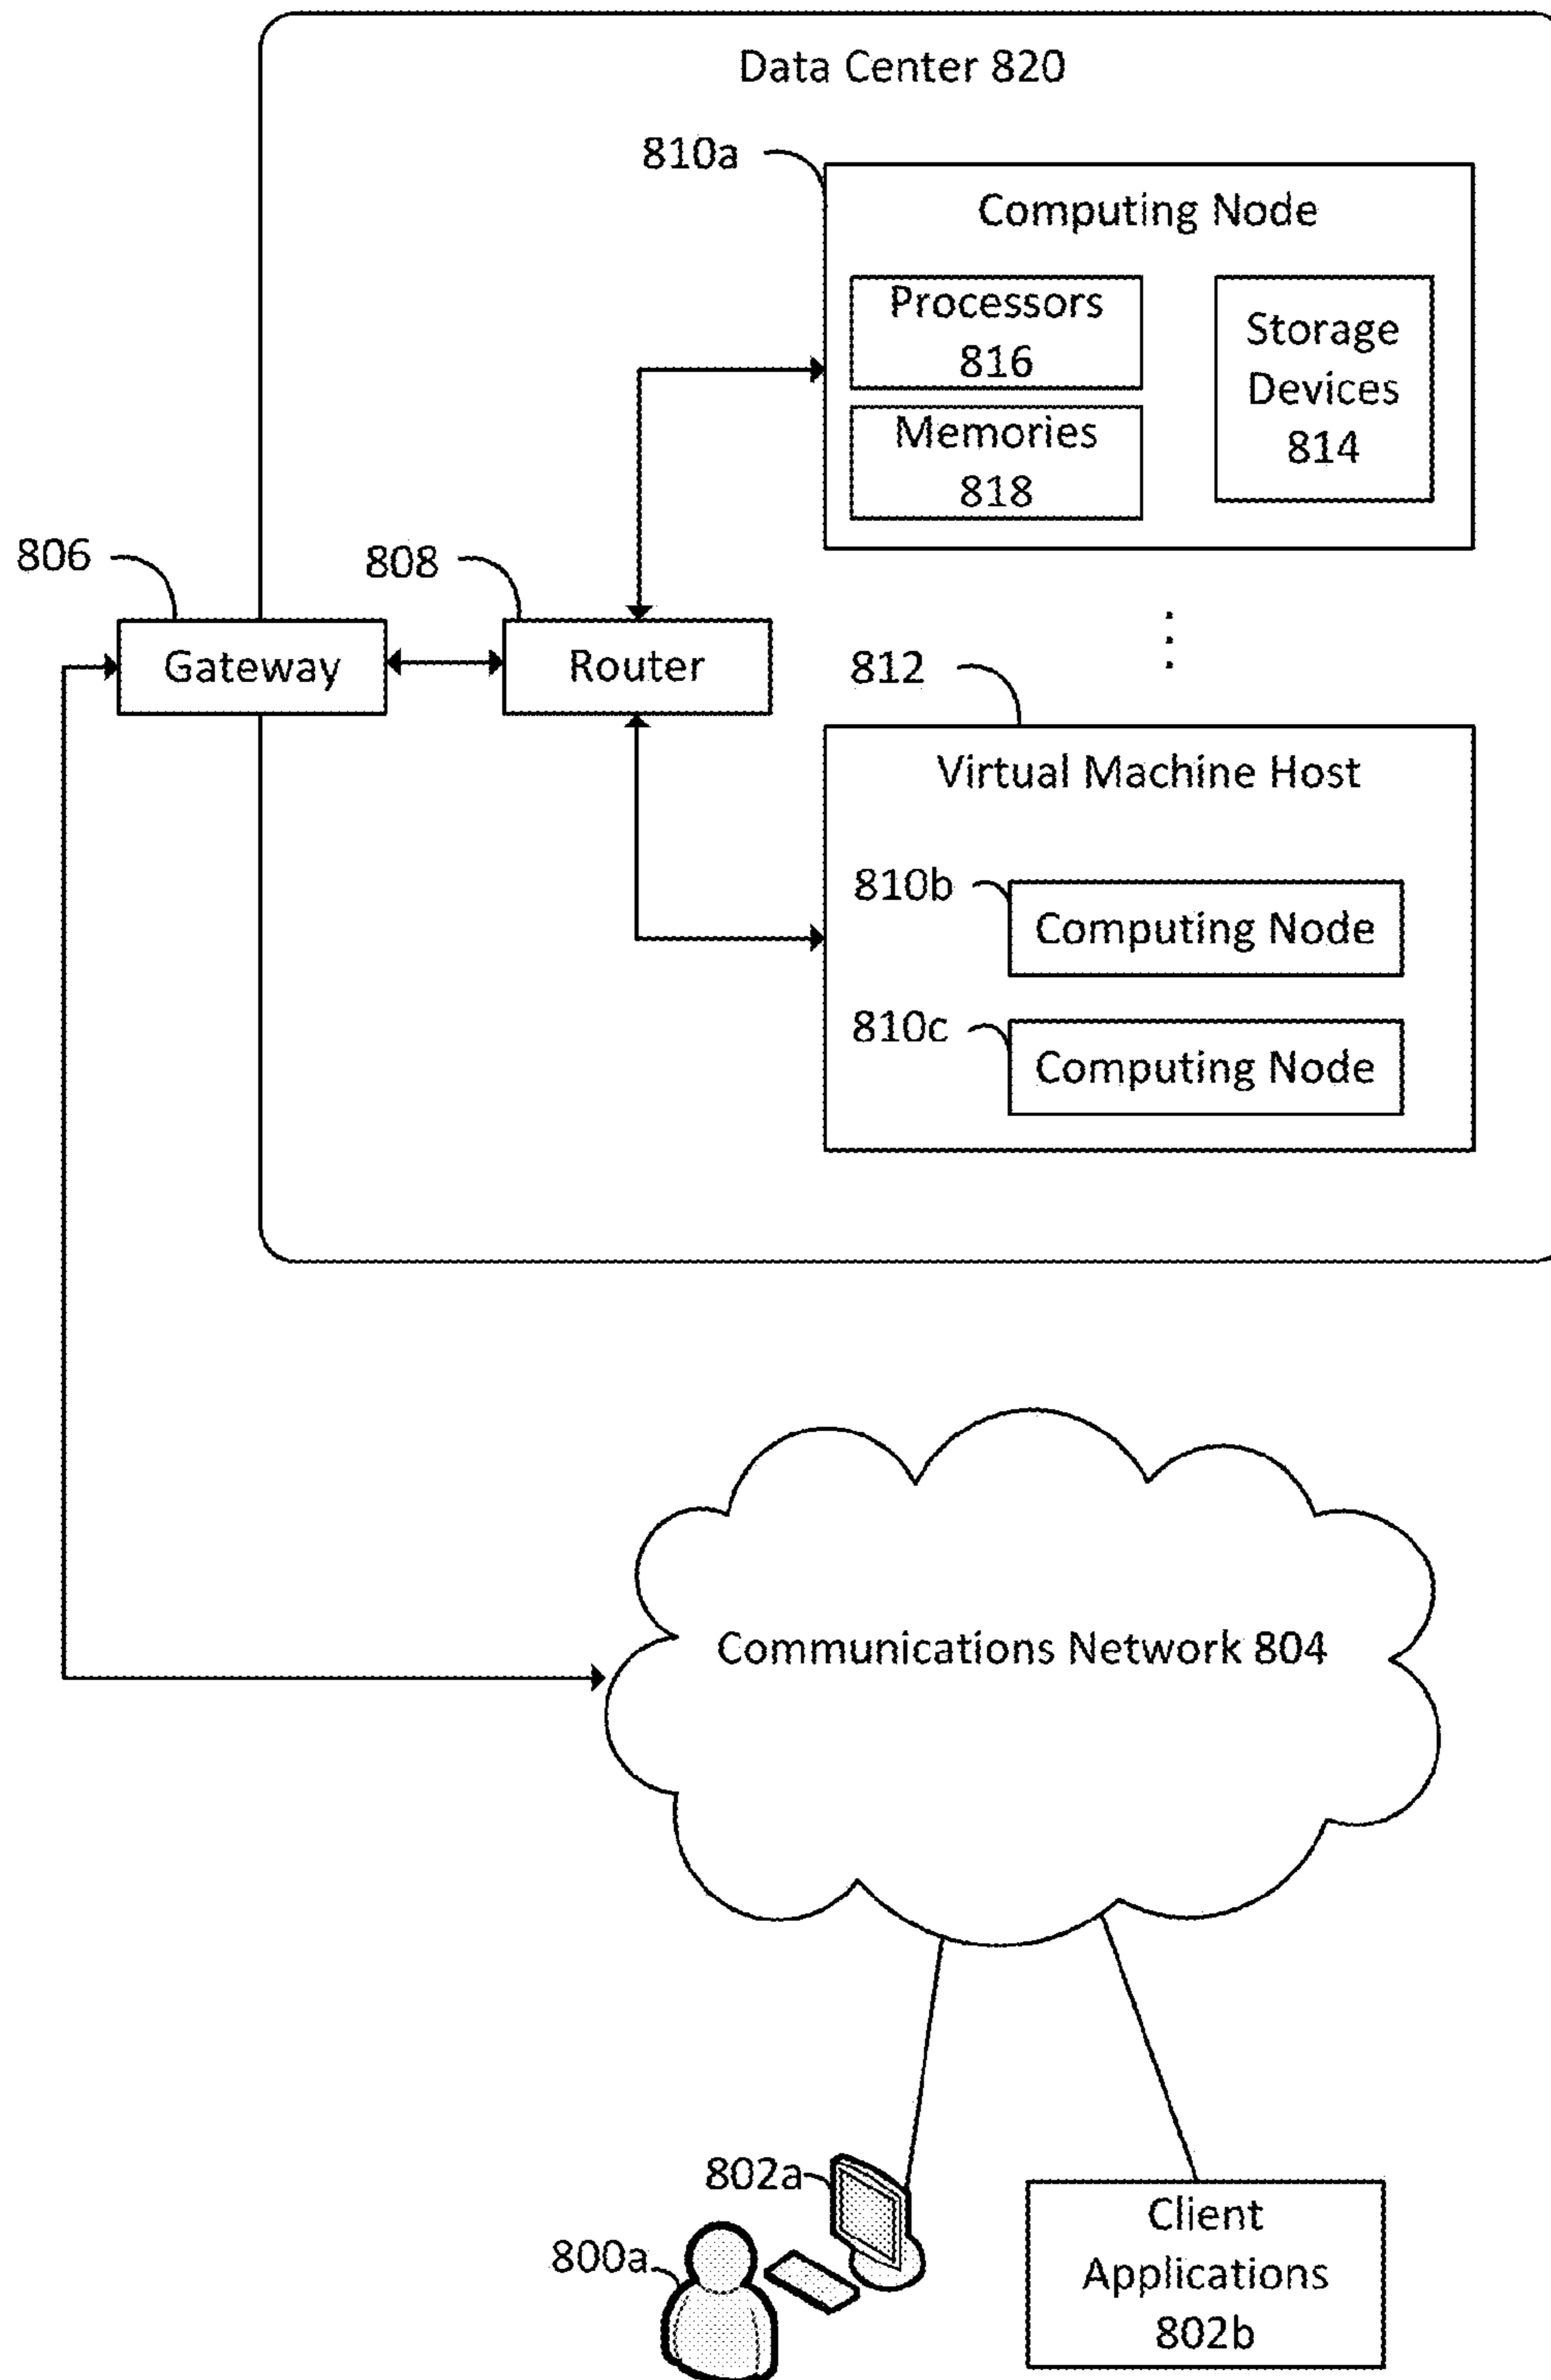 Data Center 820
810a
Computing Node
Processors
816
Storage
Devices
814
Memories
818
806
808
Gateway
Router
812
Virtual Machine Host
810b
Computing Node
810c
Computing Node
Communications Network 804
802a
800a
Client
Applications
802b